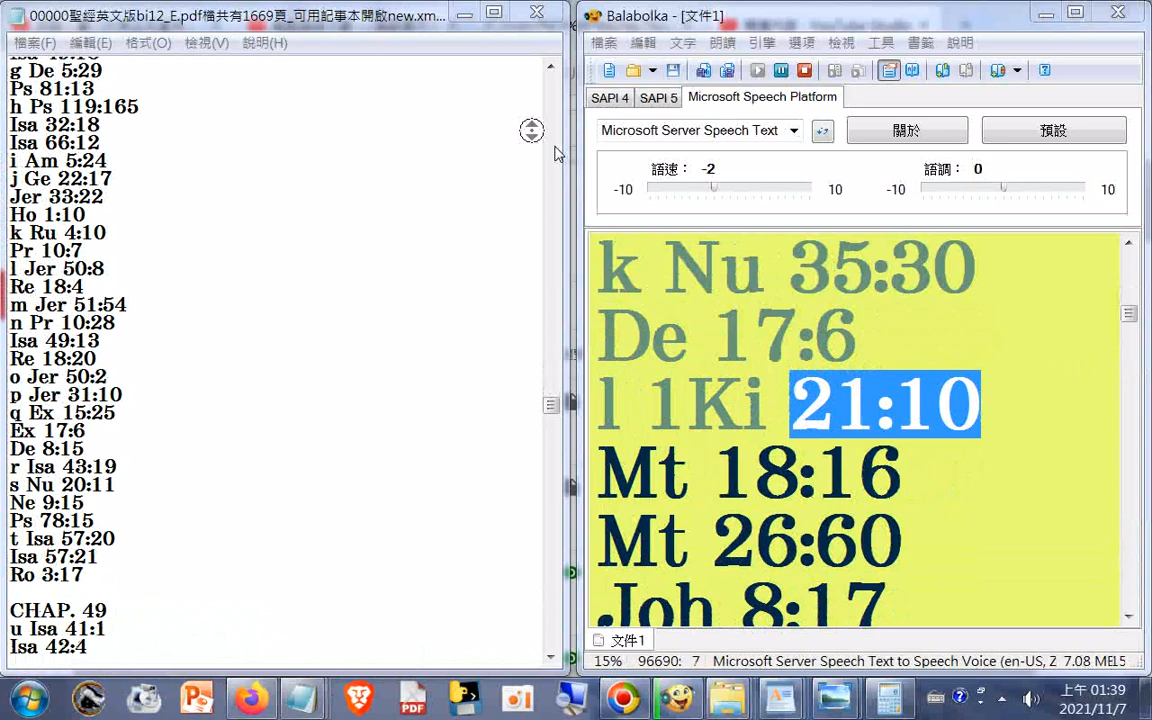 00000聖經英文版bi12_E.pdf檔共有1669頁_可用記事本開啟new.xm...
檔案(F) 編輯(E) 格式(O) 檢視(V) 說明(H)
g De 5:29
Ps 81:13
h Ps 119:165
Isa 32:18
Isa 66:12
i Am 5:24
j Ge 22:17
Jer 33:22
Ho 1:10
k Ru 4:10
Pr 10:7
l Jer 50:8
Re 18:4
m Jer 51:54
n Pr 10:28
Isa 49:13
Re 18:20
o Jer 50:2
p Jer 31:10
q Ex 15:25
Ex 17:6
De 8:15
r Isa 43:19
s Nu 20:11
Ne 9:15
Ps 78:15
t Isa 57:20
Isa 57:21
Ro 3:17
CHAP. 49
u Isa 41:1
Isa 42:4
Balabolka - [文件1]
檔案 編輯 文字 朗讀 引擎 選項 檢視 工具 書籤 說明
SAPI 4 SAPI 5 Microsoft Speech Platform
Microsoft Server Speech Text 關於 預設
語速： -2 語調： 0
-10 10 -10 10
k Nu 35:30
De 17:6
l 1Ki 21:10
Mt 18:16
Mt 26:60
Joh 8:17
文件1
15% 96690: 7 Microsoft Server Speech Text to Speech Voice (en-US, Z 7.08 МЕ
上午 01:39
2021/11/7